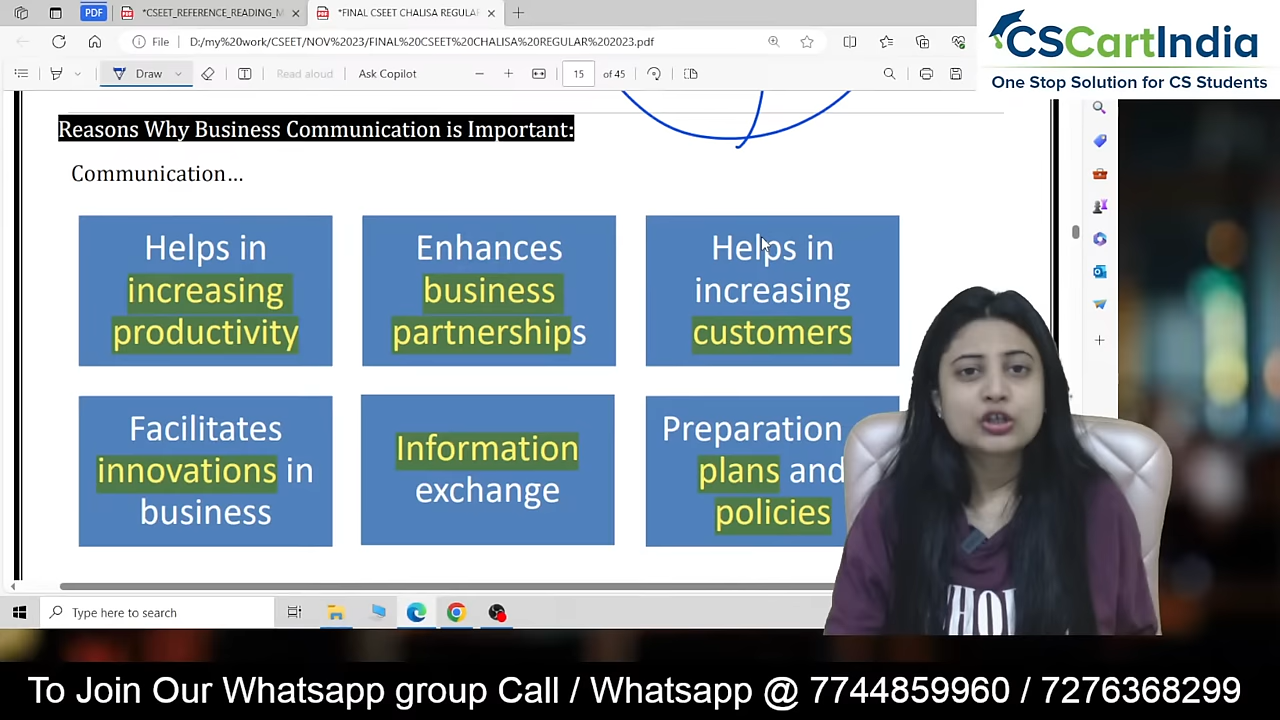 PDF
*CSEET_REFERENCE_READING_M
*FINAL CSEET CHALISA REGULAR
File
D:/my%20work/CSEET/NOV%2023/FINAL%20CSEET%20CHALISA%20REGULAR%202023.pdf
CSCartIndia
One Stop Solution for CS Students
Draw
Read aloud
Ask Copilot
15
of 45
Reasons Why Business Communication is Important:
Communication...
Helps in
increasing
productivity
Enhances
business
partnerships
Helps in
increasing
customers
Facilitates
innovations in
business
Information
exchange
Preparation
plans and
policies
Type here to search
To Join Our Whatsapp group Call / Whatsapp @ 7744859960 / 7276368299